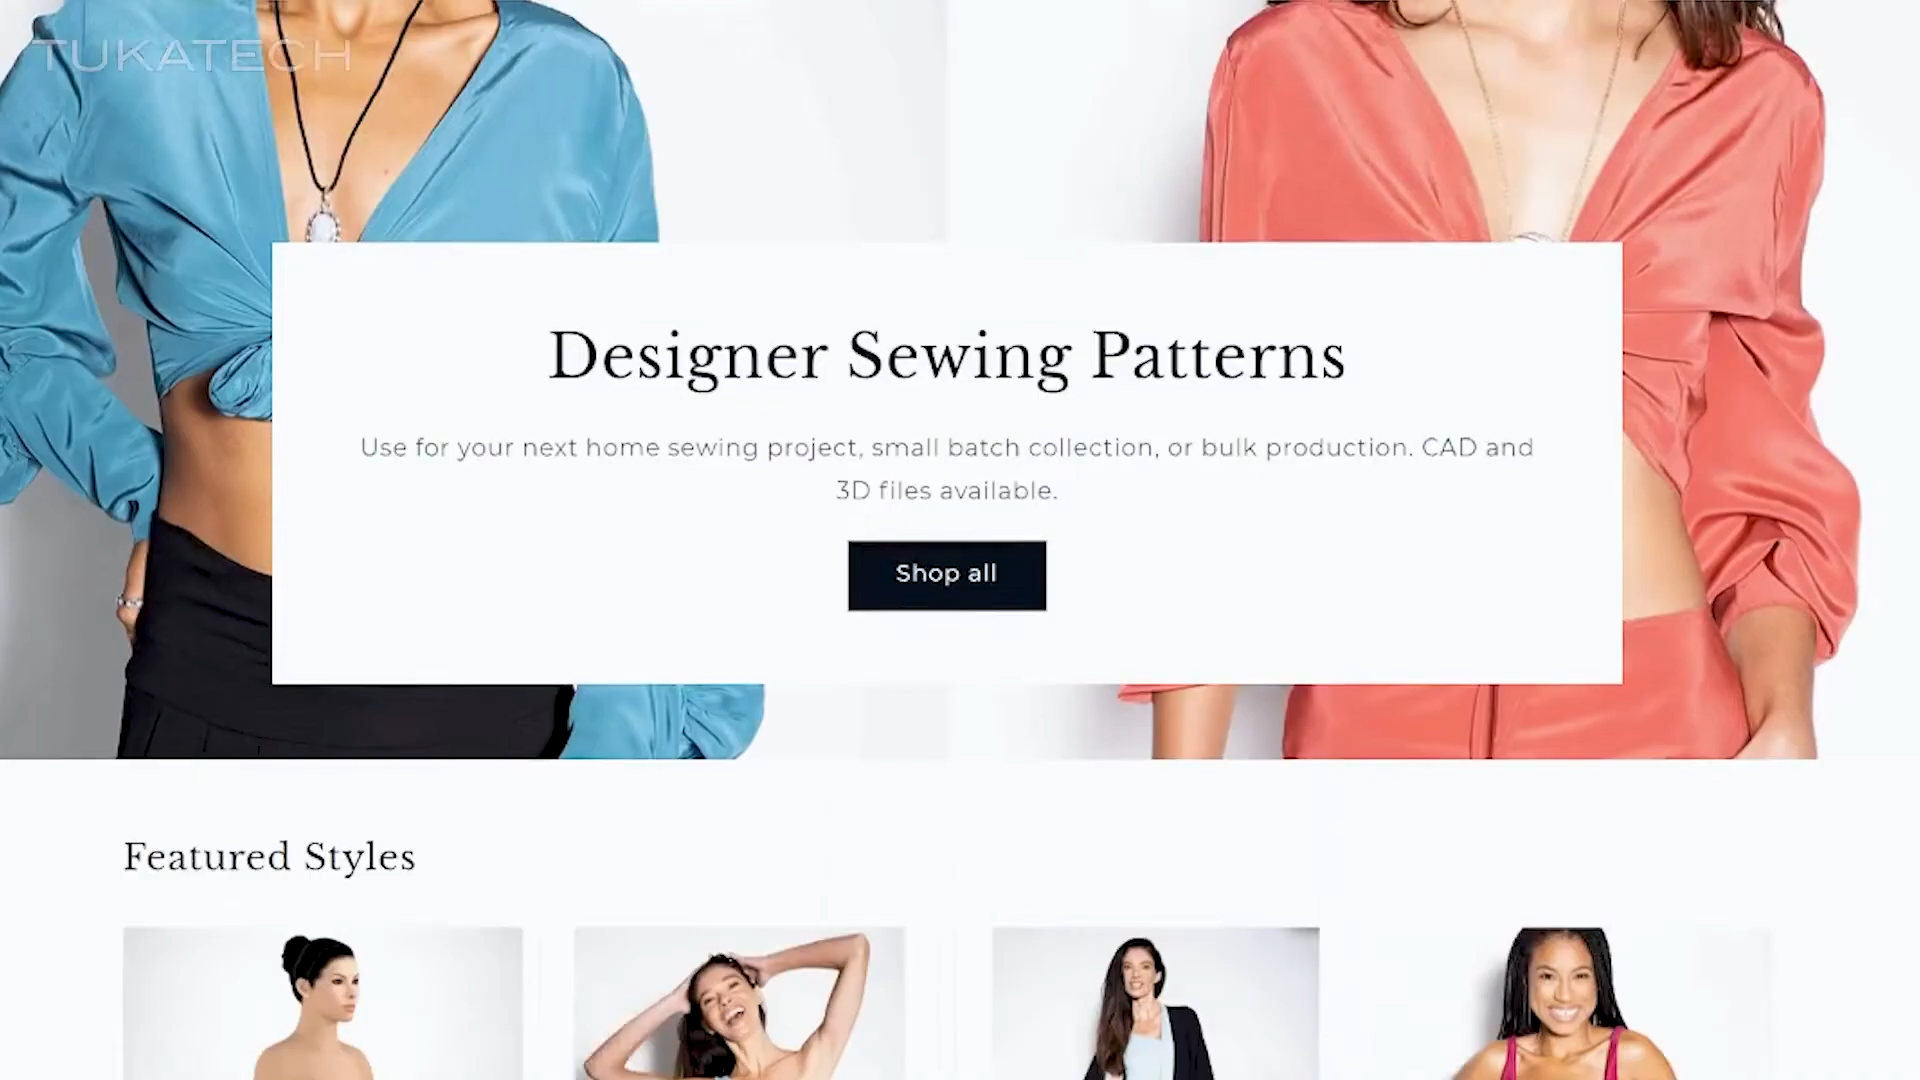 TUKATECH
Designer Sewing Patterns
Use for your next home sewing project, small batch collection, or bulk production. CAD and
3D files available.
Shop all
Featured Styles